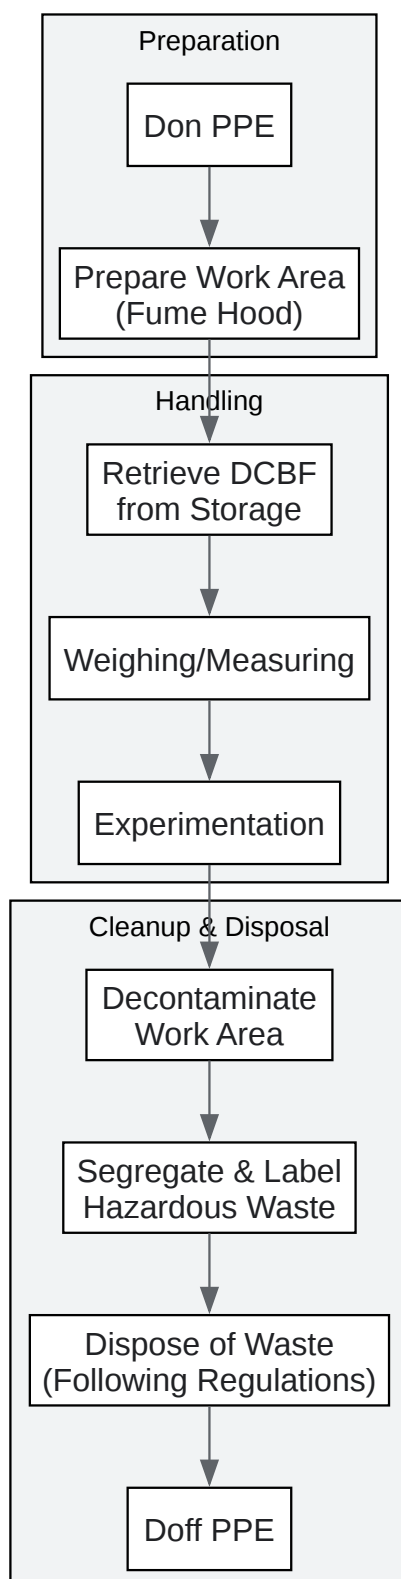 Preparation
Don PPE
Prepare Work Area
(Fume Hood)
Handling
Retrieve DCBF
from Storage
Weighing/Measuring
Experimentation
Cleanup & Disposal
Decontaminate
Work Area
Segregate & Label
Hazardous Waste
Dispose of Waste
(Following Regulations)
Doff PPE